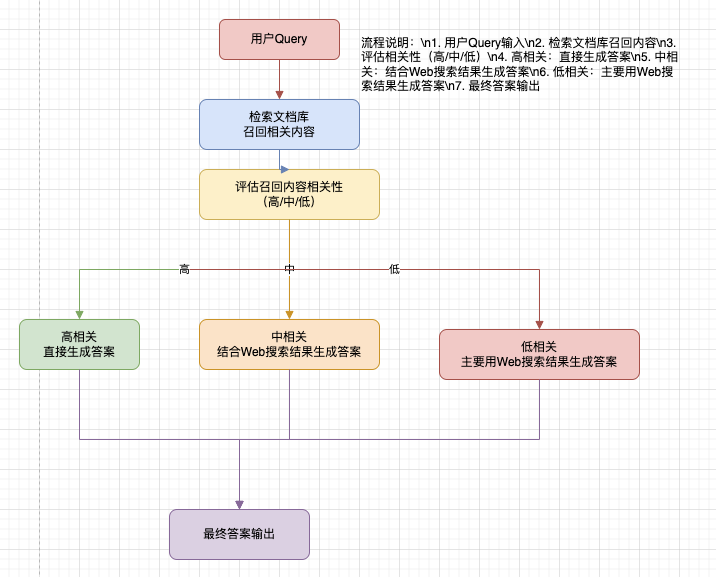 用户Query
流程说明：\n1. 用户Query输入\n2. 检索文档库召回内容\n3.
评估相关性（高/中/低）\n4. 高相关：直接生成答案\n5. 中相
关：结合Web搜索结果生成答案\n6. 低相关：主要用Web搜
索结果生成答案\n7. 最终答案输出
检索文档库
召回相关内容
评估召回内容相关性
（高/中/低）
高
中
低
高相关
直接生成答案
中相关
结合Web搜索结果生成答案
低相关
主要用Web搜索结果生成答案
最终答案输出